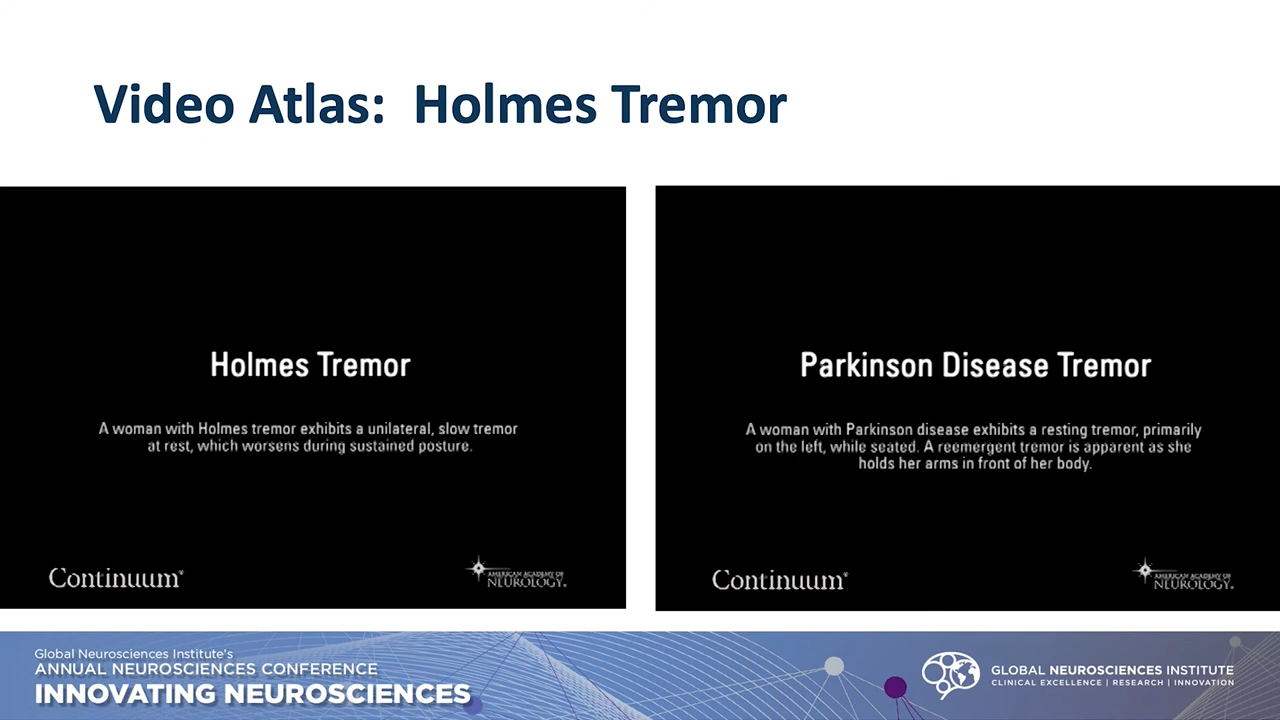 Video Atlas: Holmes Tremor
Holmes Tremor
A woman with Holmes tremor exhibits a unilateral, slow tremor
at rest, which worsens during sustained posture.
Continuum®
AMERICAN ACADEMY OF
NEUROLOGY®
Parkinson Disease Tremor
A woman with Parkinson disease exhibits a resting tremor, primarily
on the left, while seated. A reemergent tremor is apparent as she
holds her arms in front of her body.
Continuum®
AMERICAN ACADEMY OF
NEUROLOGY®
Global Neurosciences Institute's
ANNUAL NEUROSCIENCES CONFERENCE
INNOVATING NEUROSCIENCES
GLOBAL NEUROSCIENCES INSTITUTE
CLINICAL EXCELLENCE | RESEARCH | INNOVATION